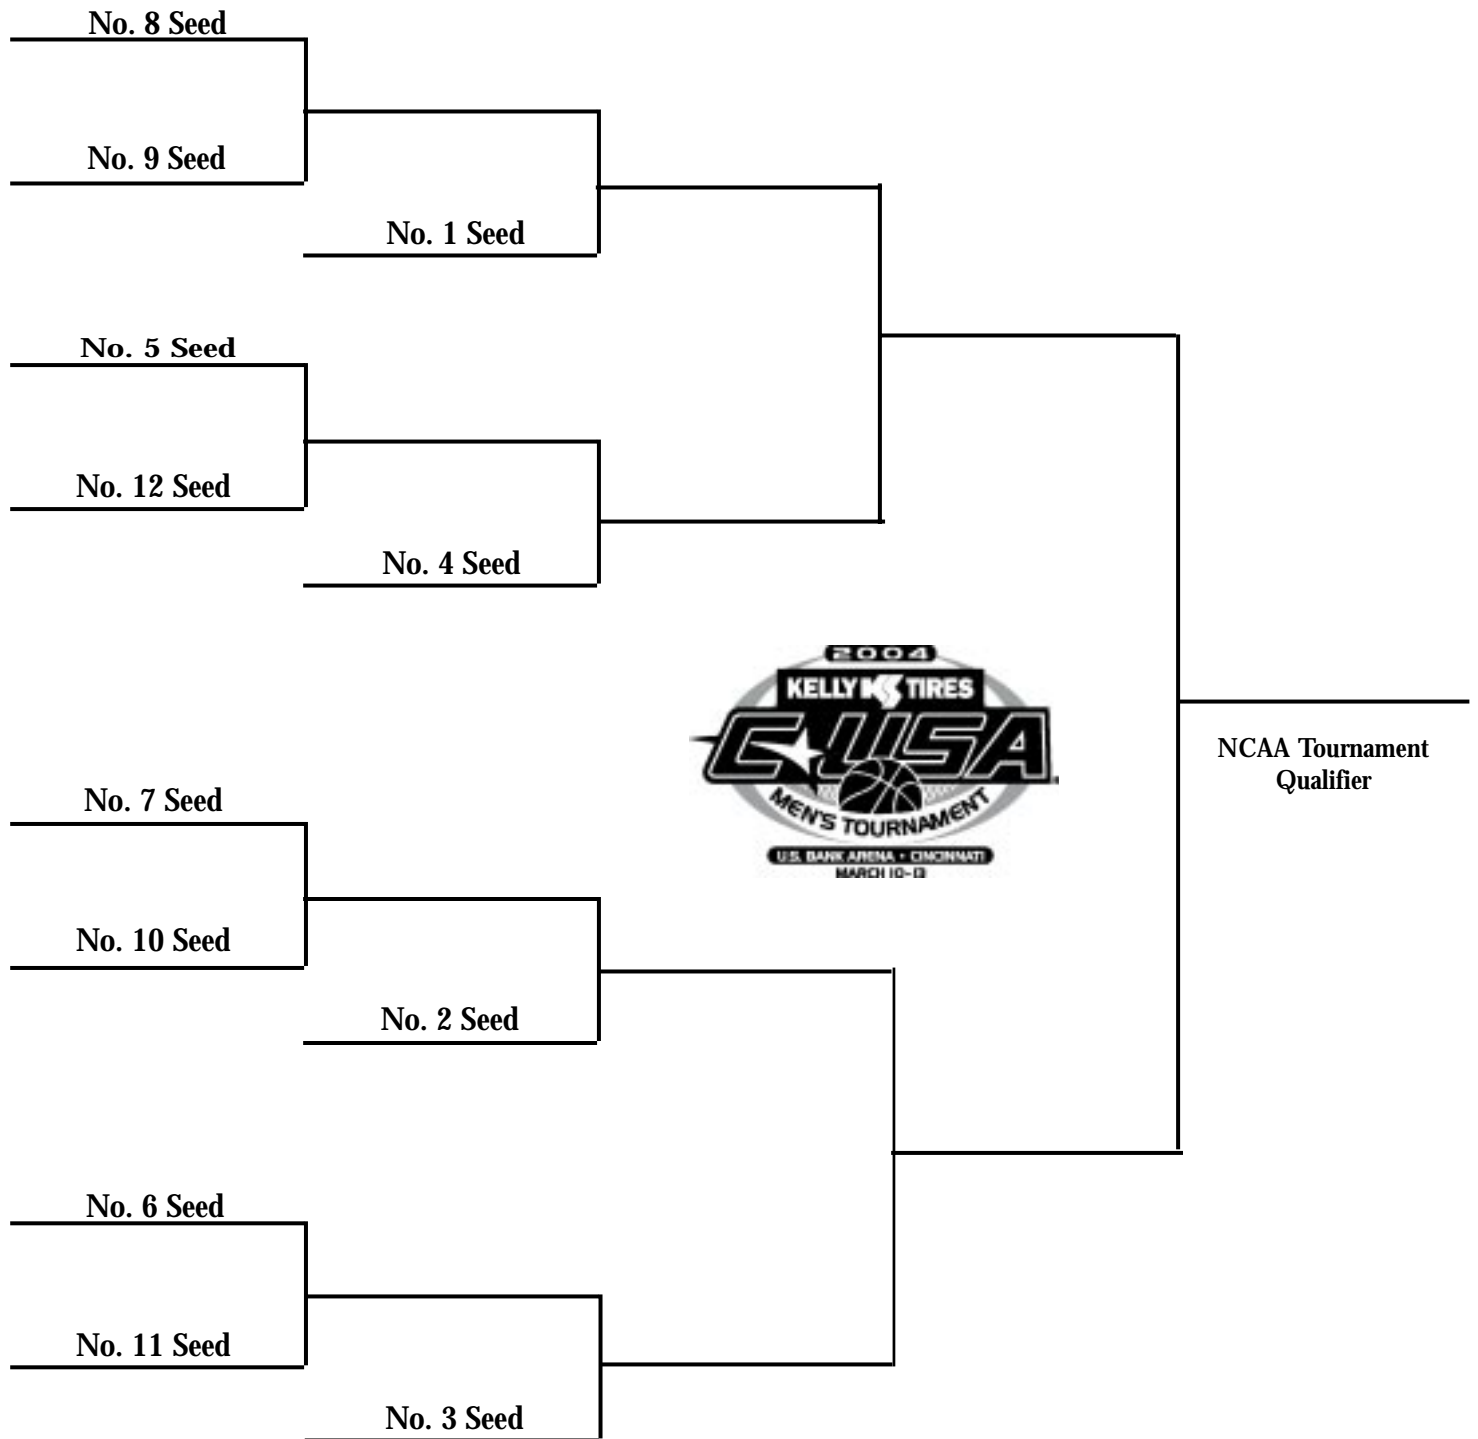 No. 8 Seed
No. 9 Seed
No. 1 Seed
No. 5 Seed
No. 12 Seed
No. 4 Seed
2004
KELLY TIRES
C USA
MEN'S TOURNAMENT
U.S. BANK ARENA • CINCINNATI
MARCH 10-13
NCAA Tournament
Qualifier
No. 7 Seed
No. 10 Seed
No. 2 Seed
No. 6 Seed
No. 11 Seed
No. 3 Seed